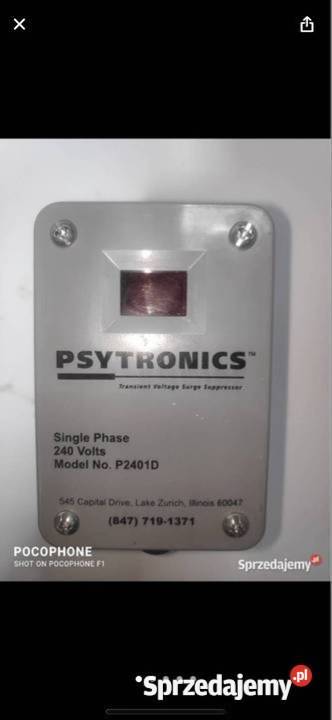 PSYTRONICS™
Transient Voltage Surge Suppressor
Single Phase
240 Volts
Model No. P2401D
545 Capital Drive, Lake Zurich, Illinois 60047
(847) 719-1371
POCOPHONE
SHOT ON POCOPHONE F1
Sprzedajemy.pl
Sprzedajemy.pl